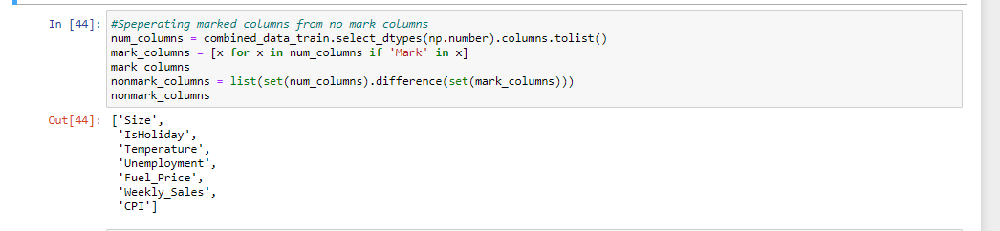 In [44]: #Speperating marked columns from no mark columns
num_columns = combined_data_train.select_dtypes(np.number).columns.tolist()
mark_columns = [x for x in num_columns if 'Mark' in x]
mark_columns
nonmark_columns = list(set(num_columns).difference(set(mark_columns)))
nonmark_columns
Out[44]: ['Size',
'IsHoliday',
'Temperature',
'Unemployment',
'Fuel_Price',
'Weekly_Sales',
'CPI']